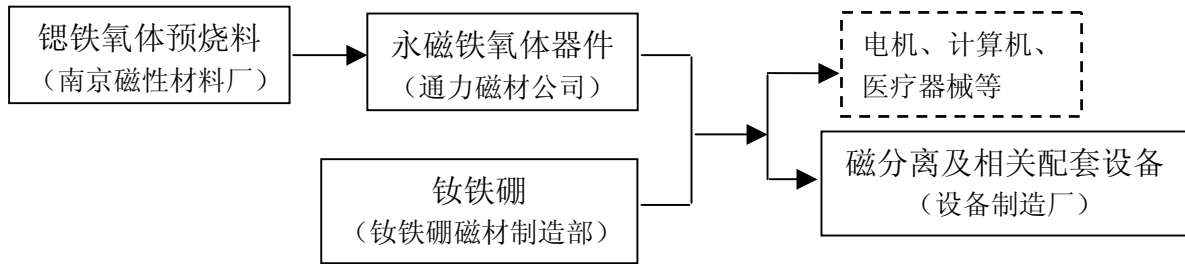 锶铁氧体预烧料
（南京磁性材料厂）
永磁铁氧体器件
（通力磁材公司）
电机、计算机、
医疗器械等
钕铁硼
（钕铁硼磁材制造部）
磁分离及相关配套设备
（设备制造厂）